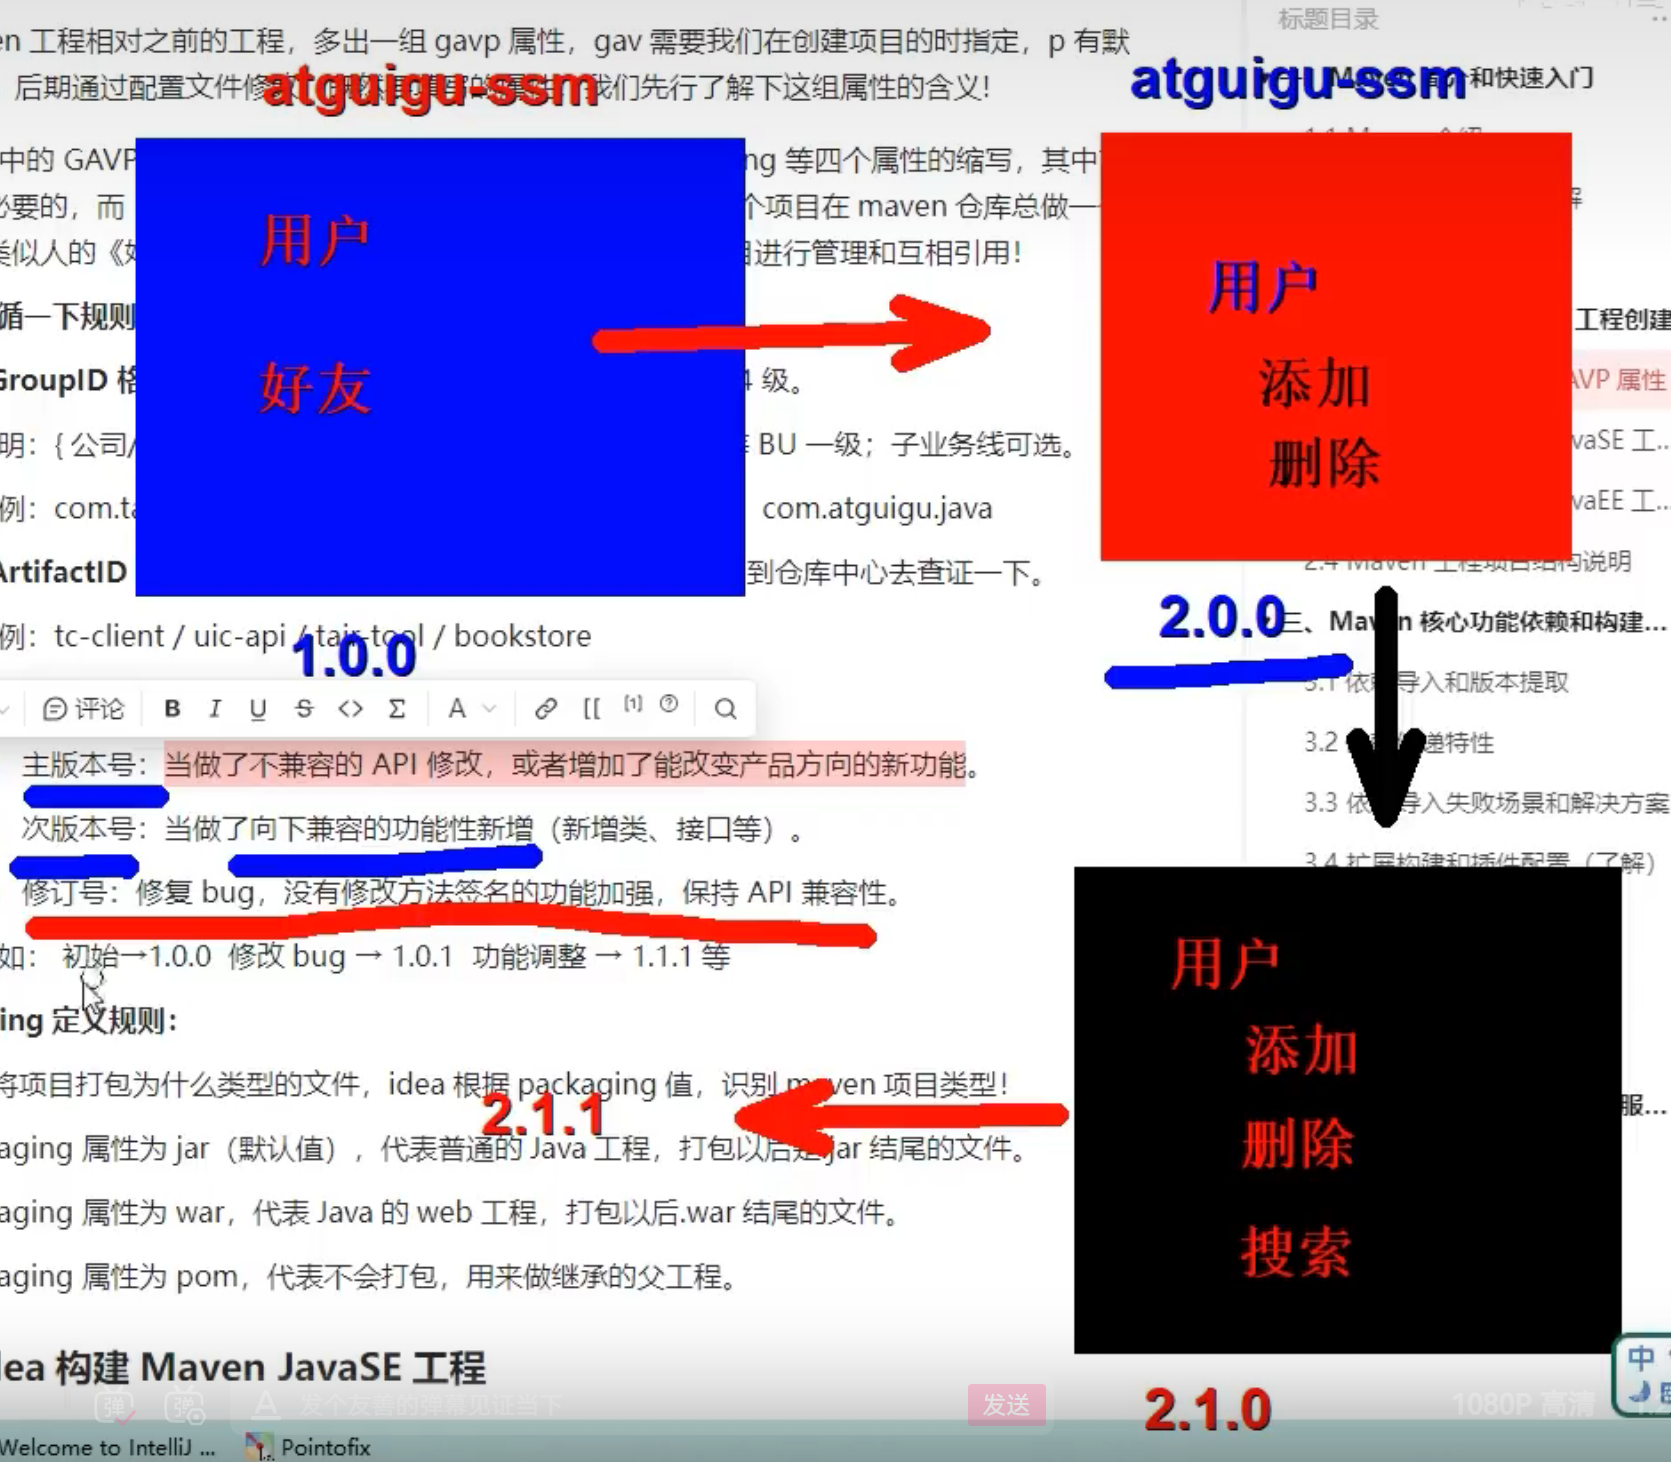 en 工程相对之前的工程，多出一组 gavp 属性，gav 需要我们在创建项目的时指定，p 有默
后期通过配置文件修 我们先行了解下这组属性的含义！
atguigu-ssm
中的 GAVP ng 等四个属性的缩写，其中
必要的，而 个项目在 maven 仓库总做一
类似人的《 进行管理和互相引用！
循一下规则
GroupID 格 4 级。
明：{公司/ BU 一级；子业务线可选。
例：com.ta com.atguigu.java
ArtifactID 到仓库中心去查证一下。
例：tc-client / uic-api / tair-tool / bookstore
用户
好友
1.0.0
评论 B I U S <> Σ A [[ [1]
主版本号：当做了不兼容的 API 修改，或者增加了能改变产品方向的新功能。
次版本号：当做了向下兼容的功能性新增（新增类、接口等）。
修订号：修复 bug，没有修改方法签名的功能加强，保持 API 兼容性。
如： 初始→1.0.0 修改 bug → 1.0.1 功能调整 → 1.1.1 等
ing 定义规则：
将项目打包为什么类型的文件，idea 根据 packaging 值，识别 maven 项目类型！
2.1.1
aging 属性为 jar（默认值），代表普通的 Java 工程，打包以后是.jar 结尾的文件。
aging 属性为 war，代表 Java 的 web 工程，打包以后.war 结尾的文件。
aging 属性为 pom，代表不会打包，用来做继承的父工程。
dea 构建 Maven JavaSE 工程
标题目录
atguigu-ssm
Maven 简介和快速入门
1.1 Maven 介绍
解
用户
添加
删除
工程创建
AVP 属性
vaSE 工...
vaEE 工...
2.4 Maven 工程项目结构说明
2.0.0
三、Maven 核心功能依赖和构建...
3.1 依赖导入和版本提取
3.2 递特性
3.3 依 导入失败场景和解决方案
3.4 扩展构建和插件配置（了解）
用户
添加
删除
搜索
服...
2.1.0
中
弹 弹 A 发个友善的弹幕见证当下 发送 1080P 高清
Welcome to IntelliJ ... Pointofix